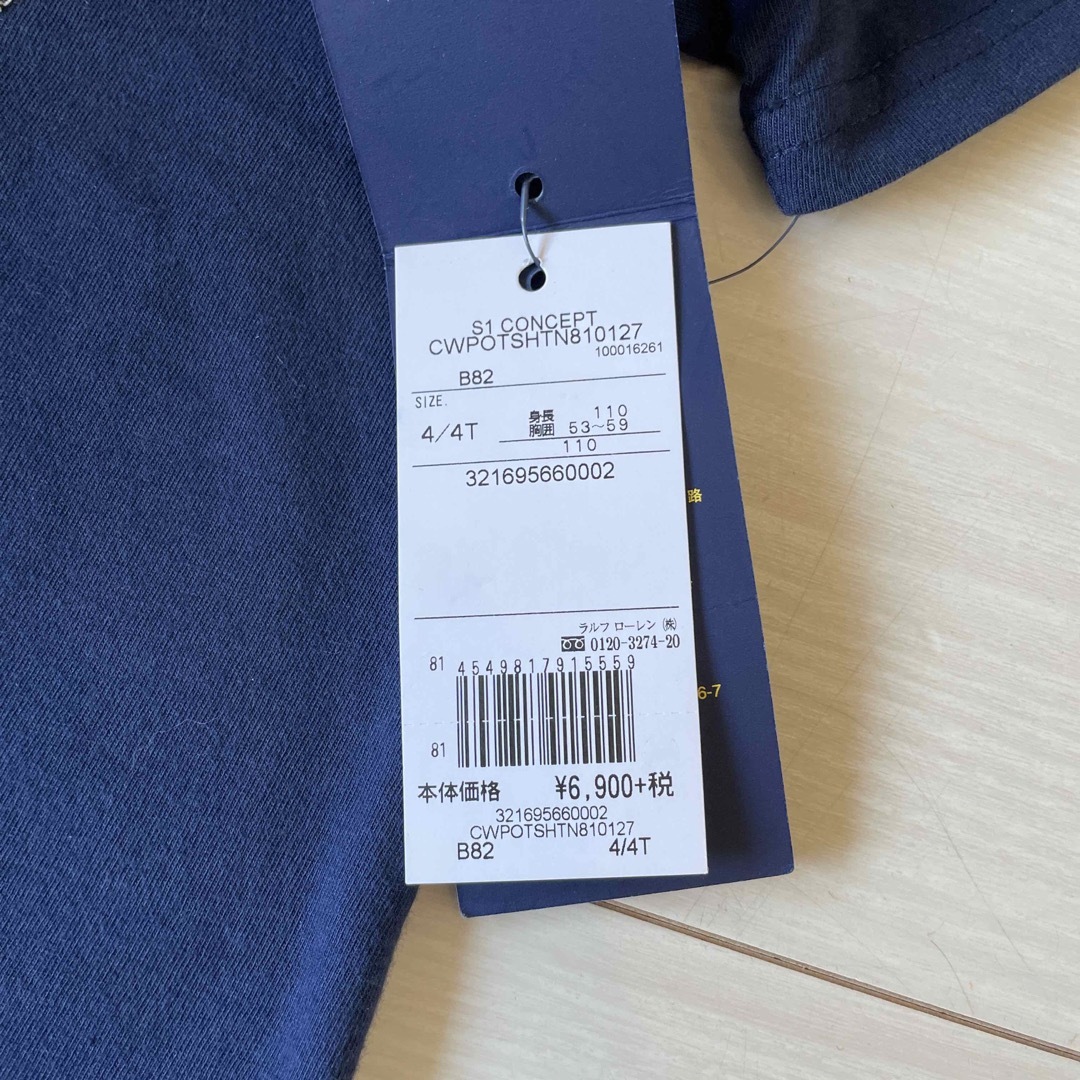 S1 CONCEPT
CWPOTSHTN810127
100016261
B82
SIZE.
4/4T
身長 110
胸囲 53~59
110
321695660002
路
ラルフ ローレン (株)
0120-3274-20
81 4549817915559
6-7
81
本体価格 ¥6,900+税
321695660002
CWPOTSHTN810127
B82 4/4T